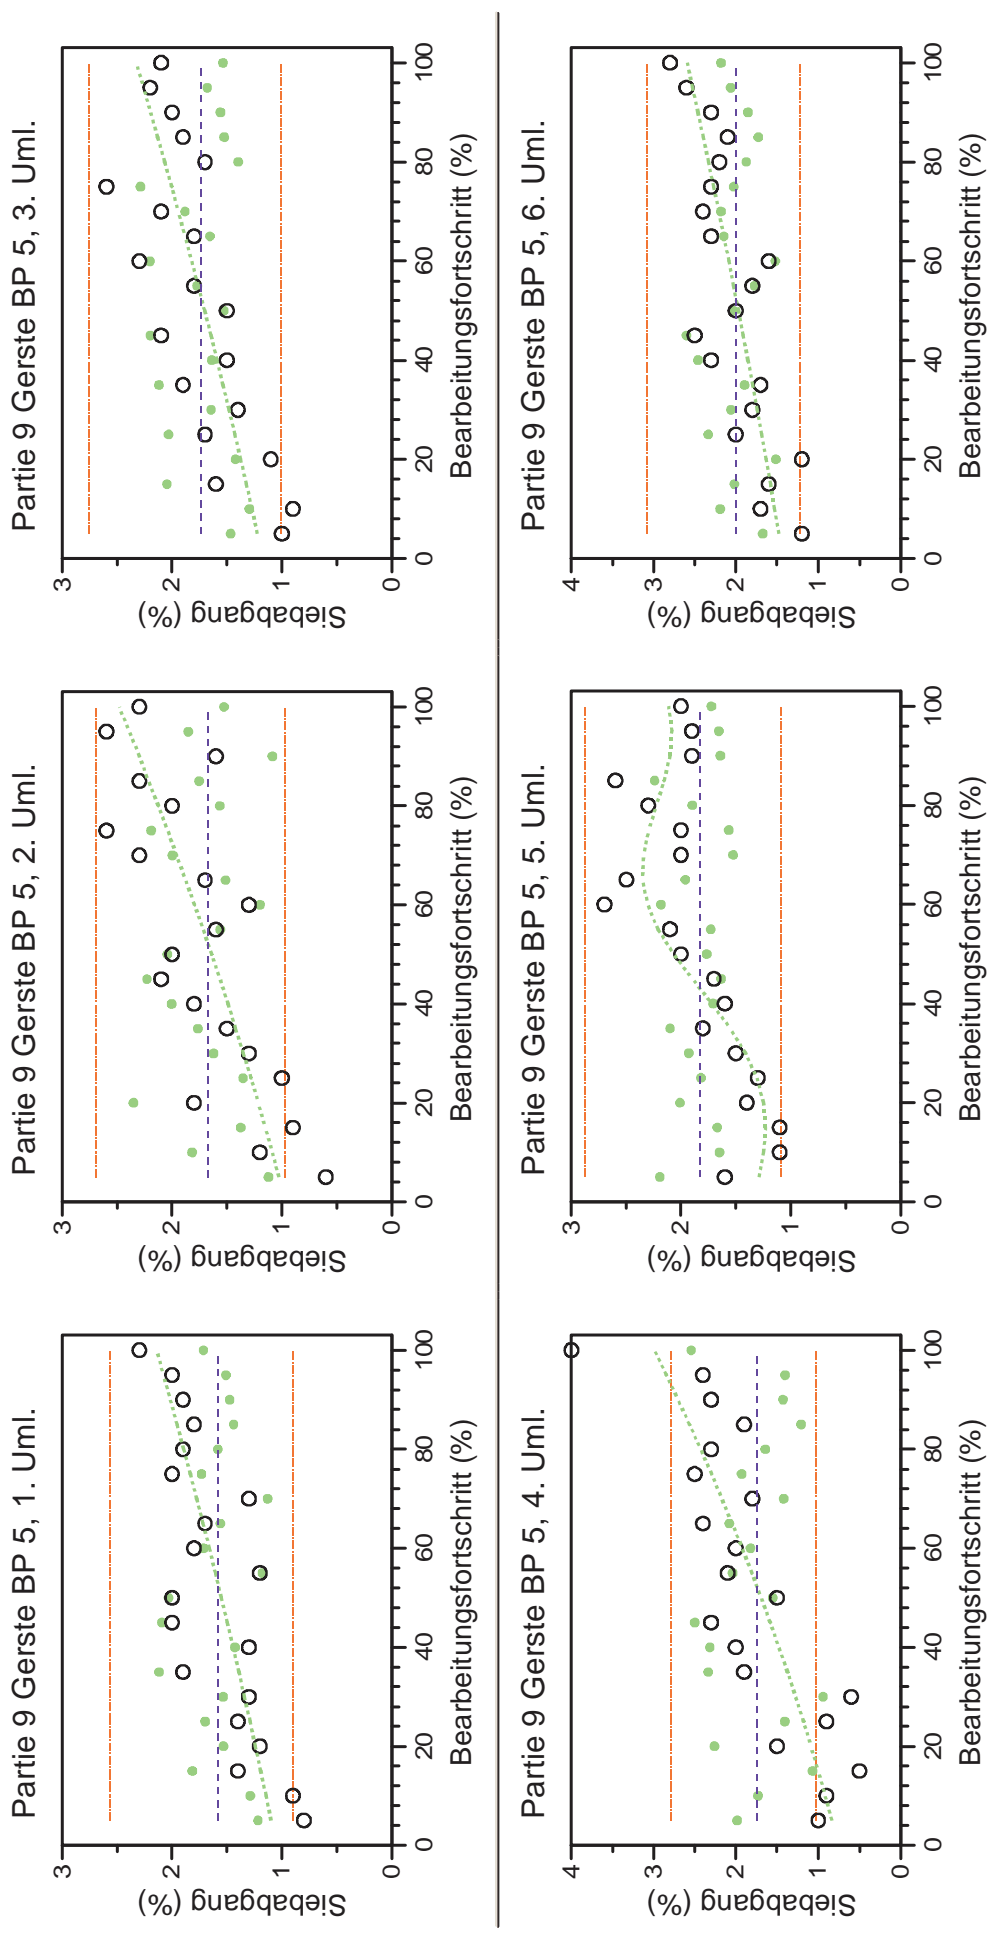 Partie 9 Gerste BP 5, 1. Uml.
Siebabgang (%)
3
2
1
0
0 20 40 60 80 100
Bearbeitungsfortschritt (%)
Partie 9 Gerste BP 5, 2. Uml.
Siebabgang (%)
3
2
1
0
0 20 40 60 80 100
Bearbeitungsfortschritt (%)
Partie 9 Gerste BP 5, 3. Uml.
Siebabgang (%)
3
2
1
0
0 20 40 60 80 100
Bearbeitungsfortschritt (%)
Partie 9 Gerste BP 5, 4. Uml.
Siebabgang (%)
4
3
2
1
0
0 20 40 60 80 100
Bearbeitungsfortschritt (%)
Partie 9 Gerste BP 5, 5. Uml.
Siebabgang (%)
3
2
1
0
0 20 40 60 80 100
Bearbeitungsfortschritt (%)
Partie 9 Gerste BP 5, 6. Uml.
Siebabgang (%)
4
3
2
1
0
0 20 40 60 80 100
Bearbeitungsfortschritt (%)